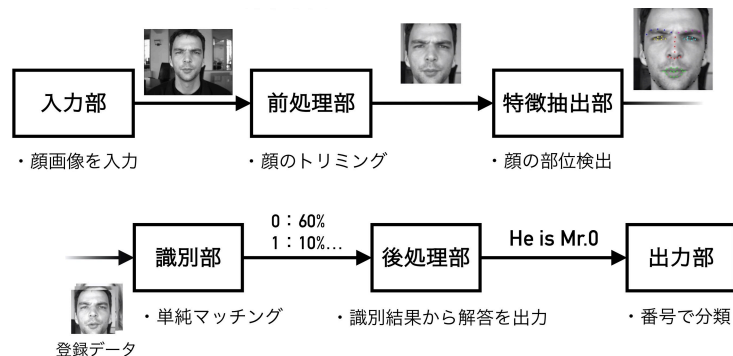 入力部
前処理部
特徴抽出部
・顔画像を入力
・顔のトリミング
・顔の部位検出
0：60%
1：10%...
He is Mr.0
識別部
後処理部
出力部
・単純マッチング
・識別結果から解答を出力
・番号で分類
登録データ